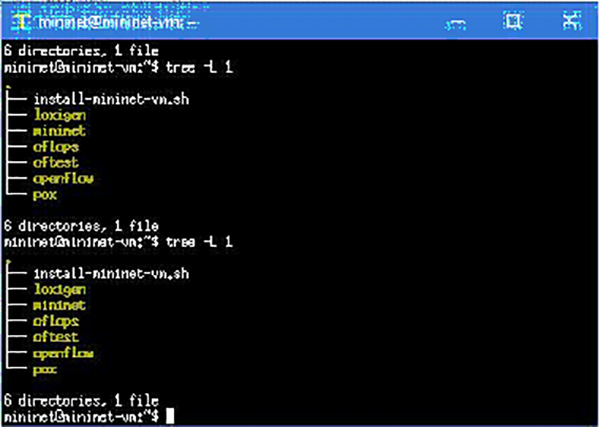 mininet@mininet-vm: ~
6 directories, 1 file
mininet@mininet-vm:~$ tree -L 1
.
├── install-mininet-vm.sh
├── loxigen
├── mininet
├── oflops
├── oftest
├── openflow
└── pox
6 directories, 1 file
mininet@mininet-vm:~$ tree -L 1
.
├── install-mininet-vm.sh
├── loxigen
├── mininet
├── oflops
├── oftest
├── openflow
└── pox
6 directories, 1 file
mininet@mininet-vm:~$